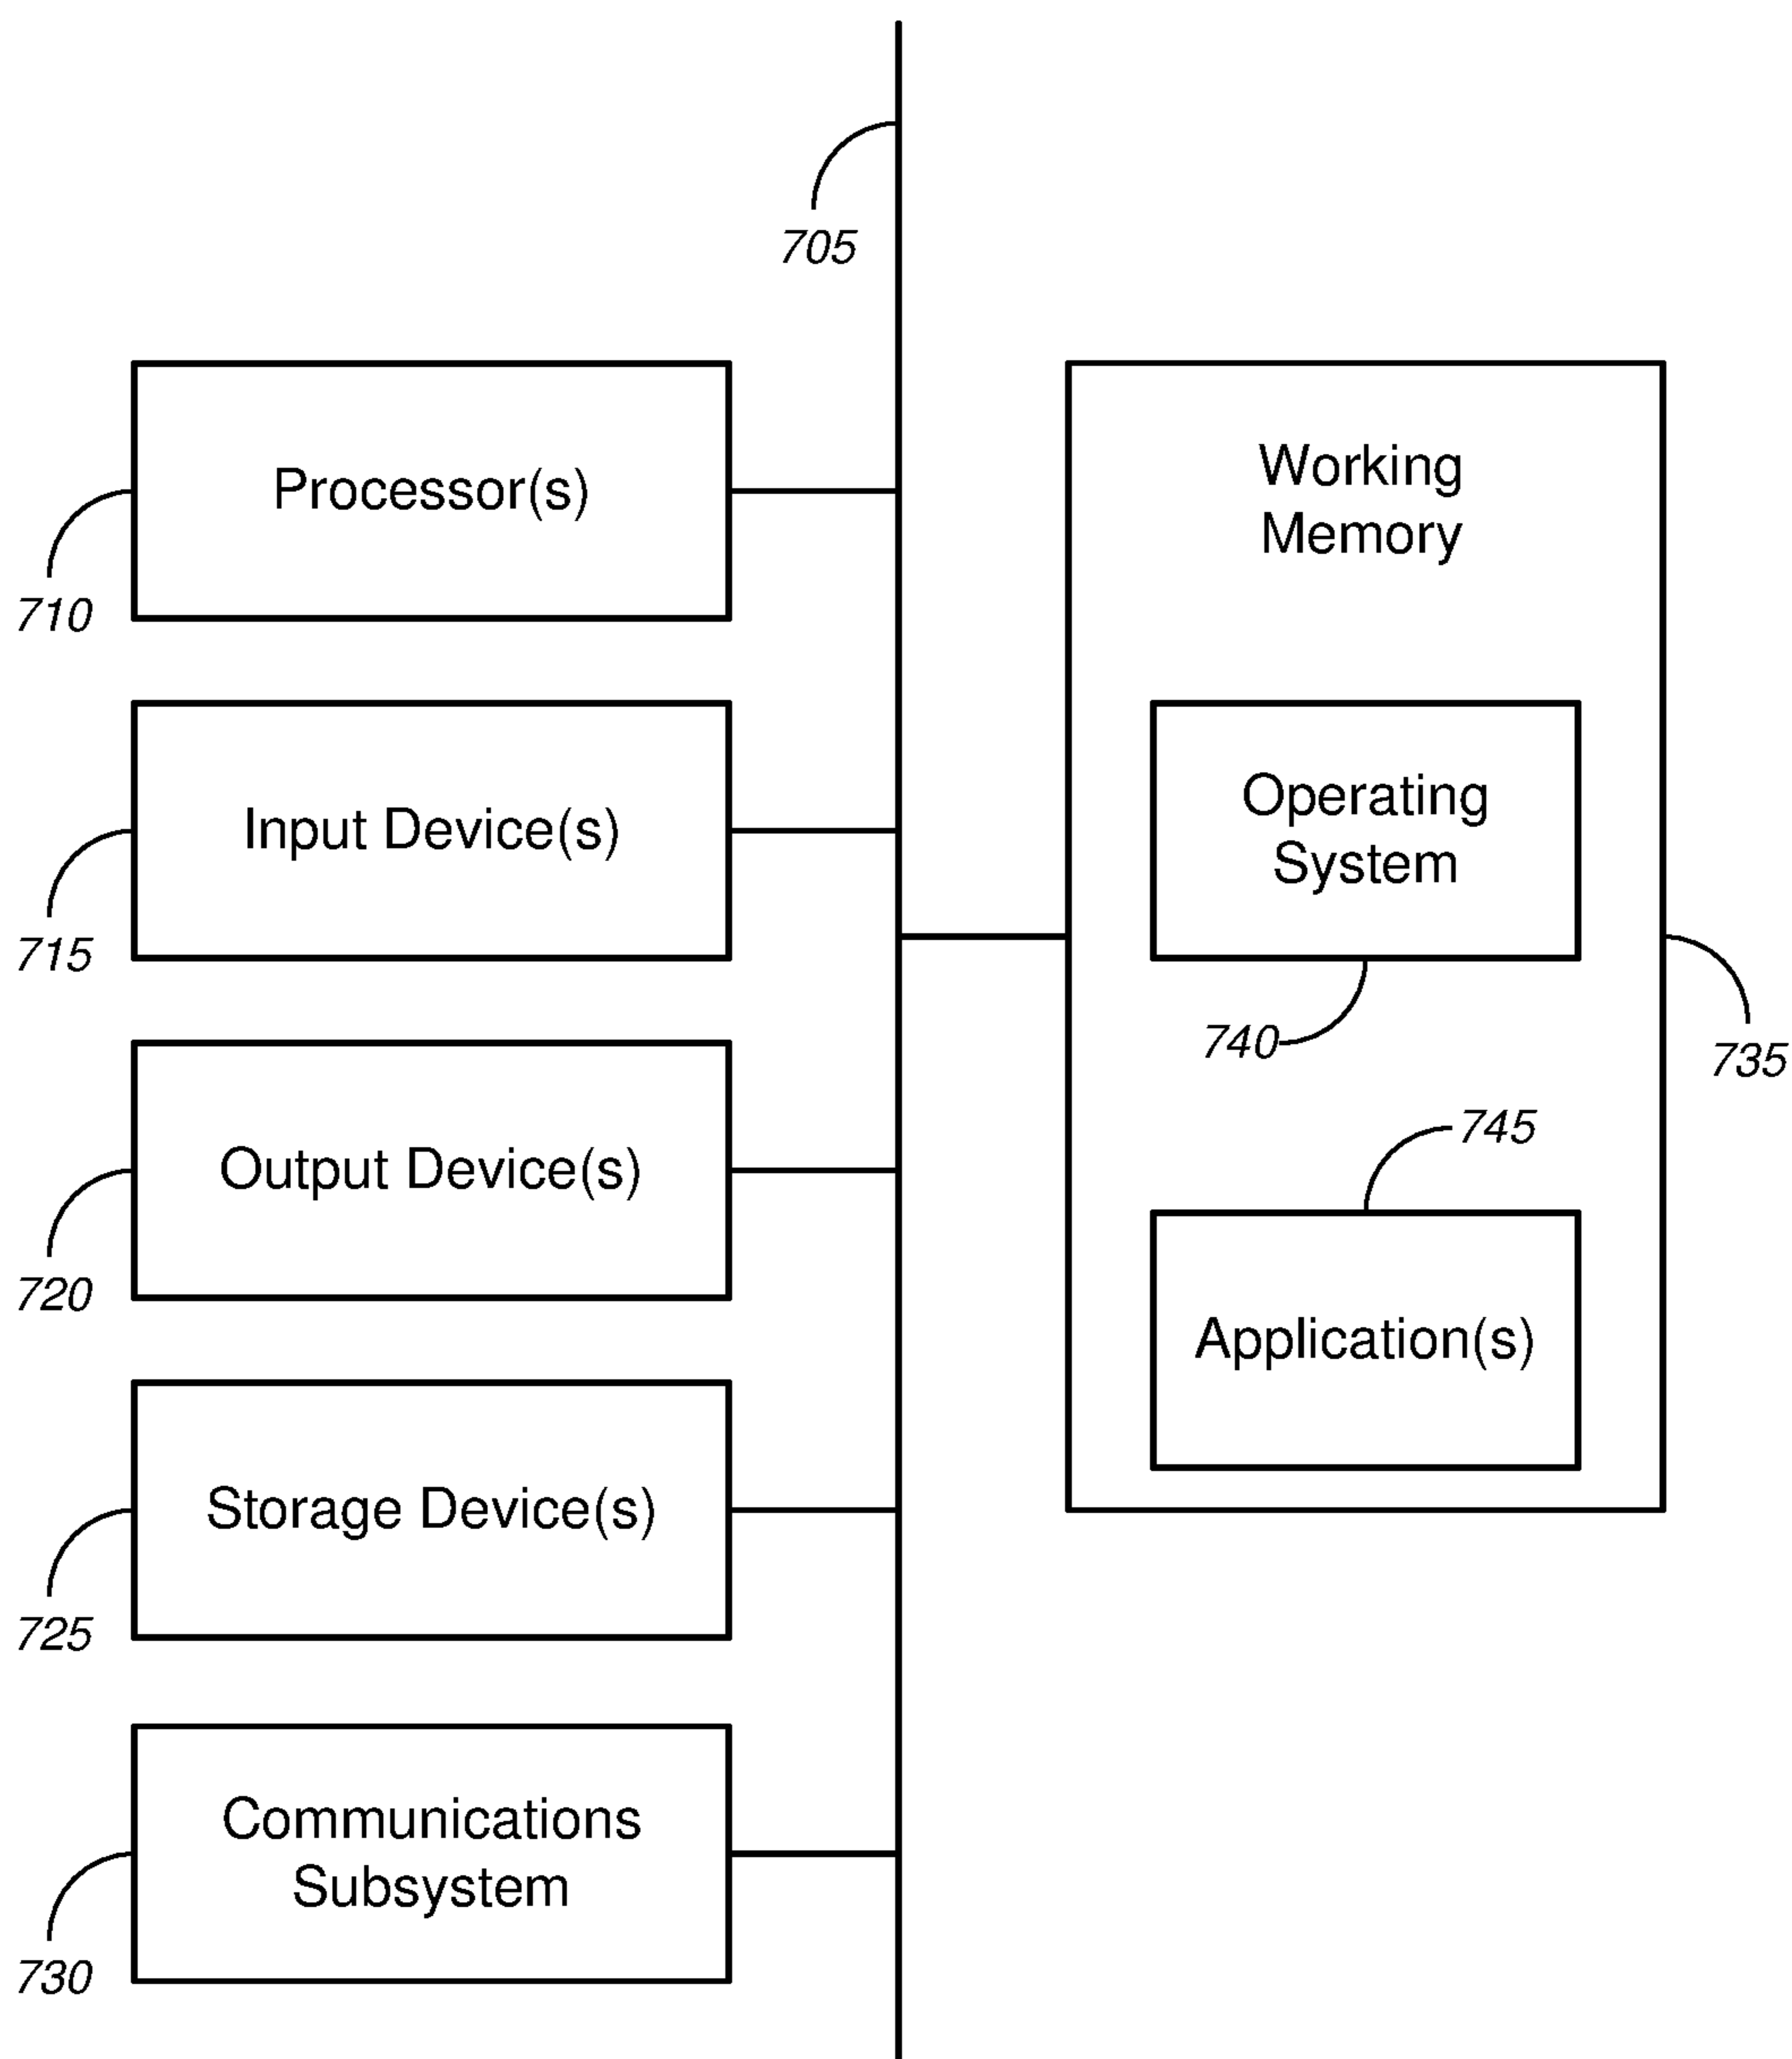 705
Processor(s)
710
Input Device(s)
715
Output Device(s)
720
Storage Device(s)
725
Communications
Subsystem
730
Working
Memory
Operating
System
740
735
745
Application(s)